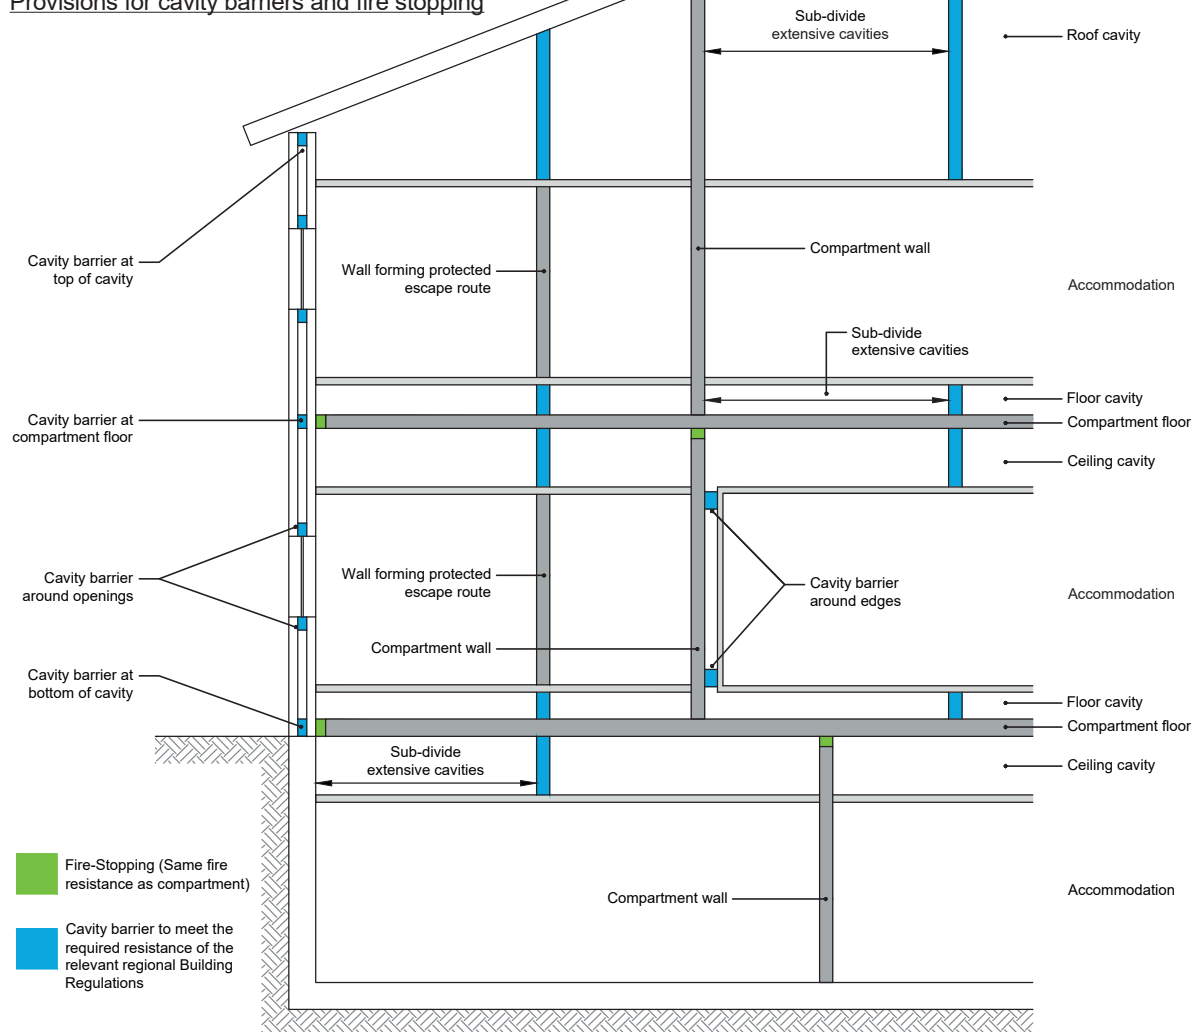 Provisions for cavity barriers and fire stopping
Sub-divide
extensive cavities
Roof cavity
Cavity barrier at
top of cavity
Wall forming protected
escape route
Compartment wall
Accommodation
Sub-divide
extensive cavities
Floor cavity
Cavity barrier at
compartment floor
Compartment floor
Ceiling cavity
Cavity barrier
around openings
Wall forming protected
escape route
Cavity barrier
around edges
Accommodation
Compartment wall
Cavity barrier at
bottom of cavity
Floor cavity
Compartment floor
Sub-divide
extensive cavities
Ceiling cavity
Fire-Stopping (Same fire
resistance as compartment)
Compartment wall
Accommodation
Cavity barrier to meet the
required resistance of the
relevant regional Building
Regulations